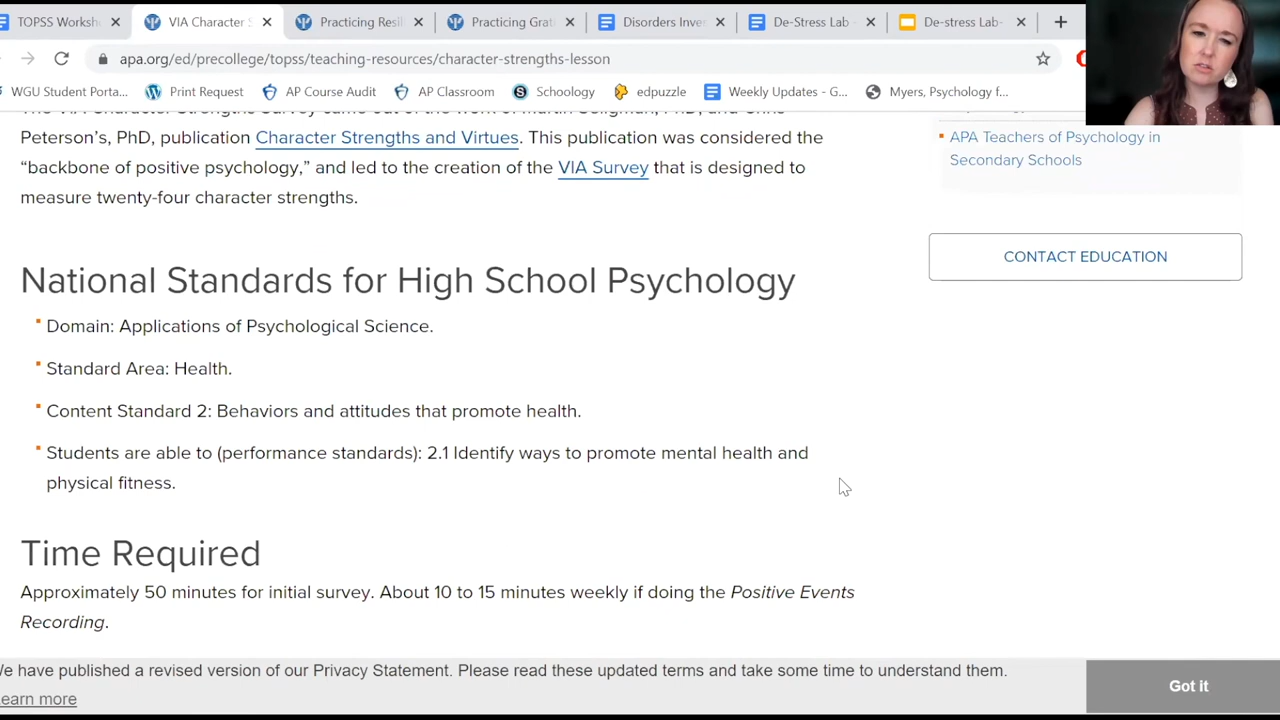 TOPSS Worksh
VIA Character S
Practicing Resil
Practicing Grat
Disorders Inves
De-Stress Lab -
De-stress Lab-
apa.org/ed/precollege/topss/teaching-resources/character-strengths-lesson
WGU Student Porta...
Print Request
AP Course Audit
AP Classroom
Schoology
edpuzzle
Weekly Updates - G...
Myers, Psychology f...
Peterson's, PhD, publication Character Strengths and Virtues. This publication was considered the
"backbone of positive psychology," and led to the creation of the VIA Survey that is designed to
measure twenty-four character strengths.
APA Teachers of Psychology in
Secondary Schools
CONTACT EDUCATION
National Standards for High School Psychology
Domain: Applications of Psychological Science.
Standard Area: Health.
Content Standard 2: Behaviors and attitudes that promote health.
Students are able to (performance standards): 2.1 Identify ways to promote mental health and
physical fitness.
Time Required
Approximately 50 minutes for initial survey. About 10 to 15 minutes weekly if doing the Positive Events
Recording.
We have published a revised version of our Privacy Statement. Please read these updated terms and take some time to understand them.
Learn more
Got it